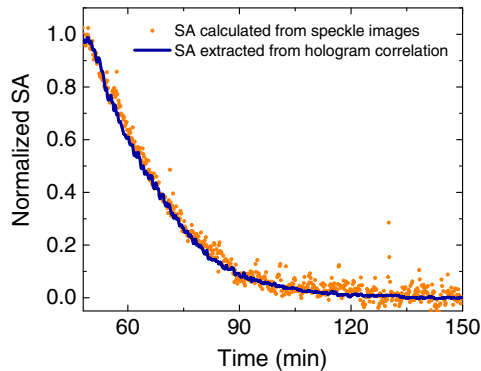 SA calculated from speckle images
SA extracted from hologram correlation
Normalized SA
1.0
0.8
0.6
0.4
0.2
0.0
60
90
120
150
Time (min)